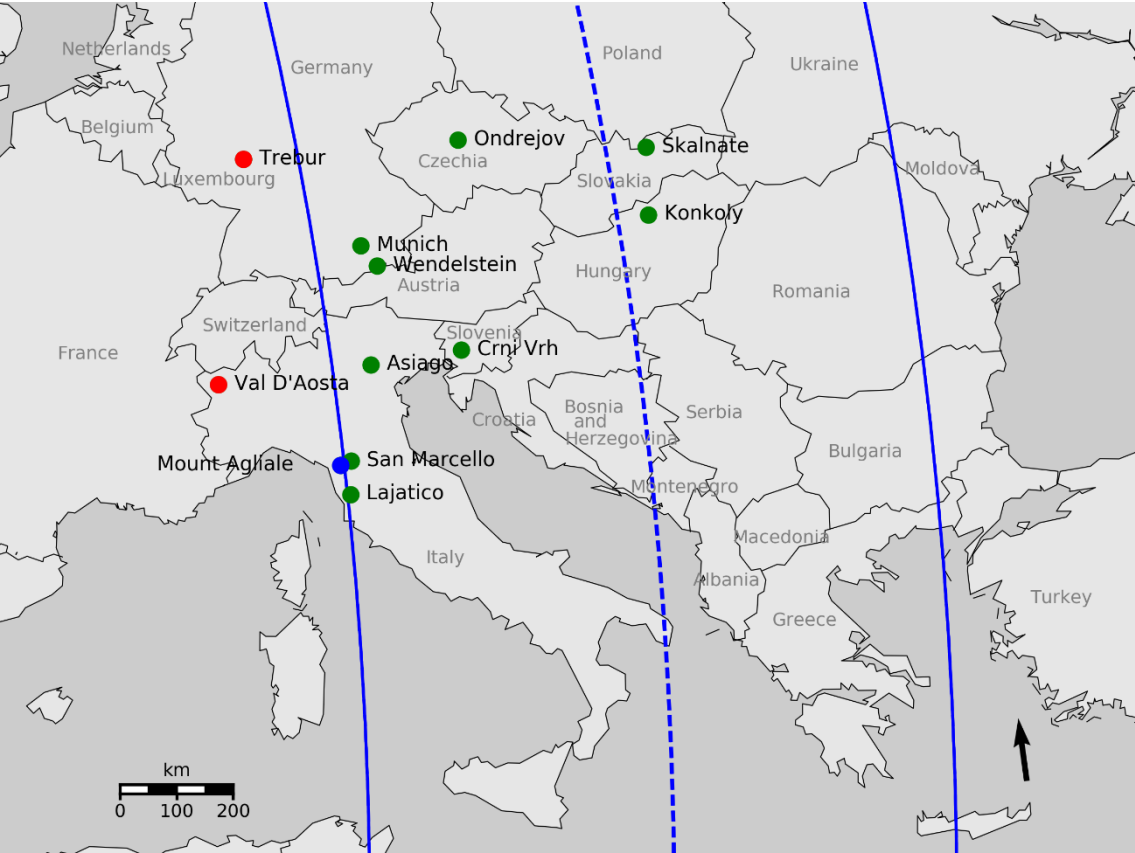 Netherlands
Germany
Poland
Ukraine
Belgium
Ondrejov
Skalnate
Trebur
Czechia
Moldova
Luxembourg
Slovakia
Konkoly
Munich
Wendelstein
Hungary
Austria
Romania
Switzerland
Slovenia
Crni Vrh
France
Asiago
Val D'Aosta
Bosnia
and
Herzegovina
Serbia
Croatia
Bulgaria
Mount Agliale
San Marcello
Lajatico
Montenegro
Macedonia
Italy
Albania
Turkey
Greece
km
0 100 200